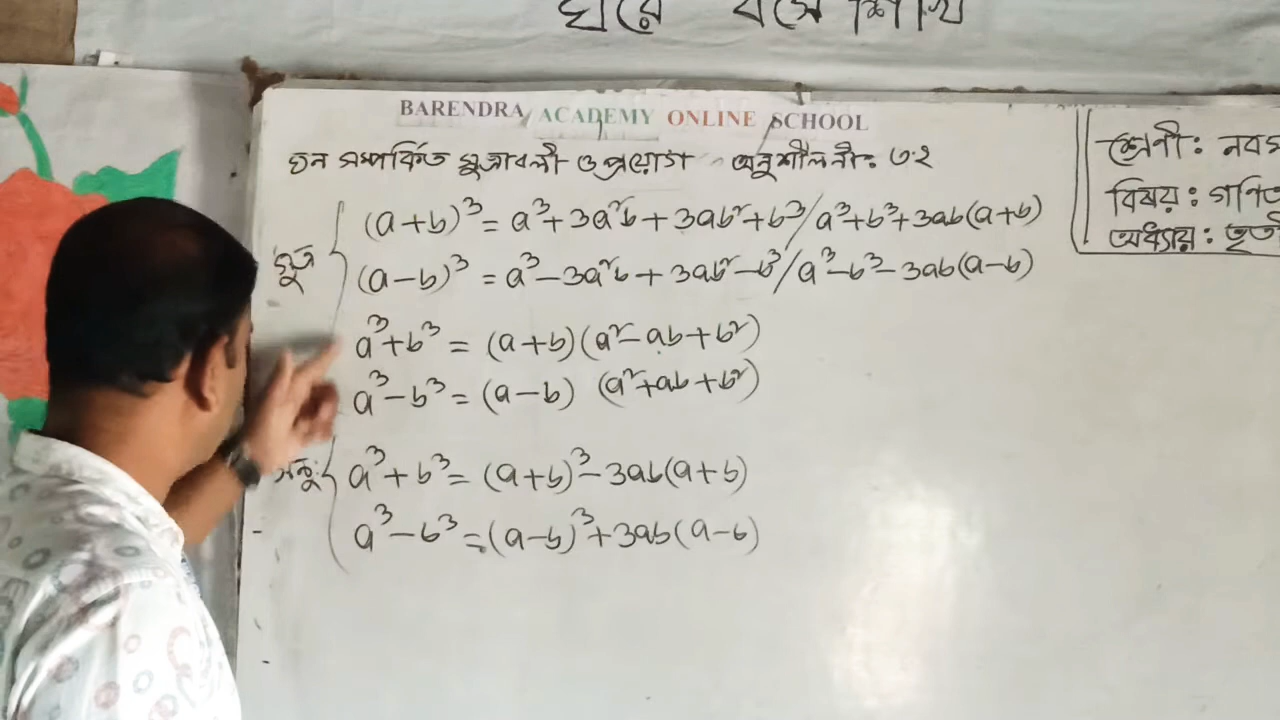 ঘরে বসে শিখি
BARENDRA ACADEMY ONLINE SCHOOL
ঘন সম্পর্কিত সূত্রাবলী ও প্রয়োগ অনুশীলনী: ৩.২
সূত্র
(a+b)³ = a³+3a²b+3ab²+b³/a³+b³+3ab(a+b)
(a-b)³ = a³-3a²b+3ab²-b³/a³-b³-3ab(a-b)
a³+b³ = (a+b)(a²-ab+b²)
a³-b³ = (a-b) (a²+ab+b²)
a³+b³ = (a+b)³-3ab(a+b)
a³-b³ = (a-b)³+3ab(a-b)
শ্রেণী: নবম
বিষয়: গণিত
অধ্যায়: তৃতী